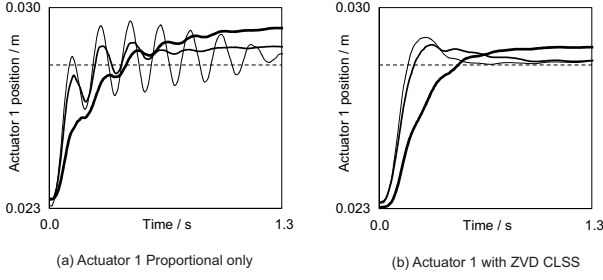 0.030
Actuator 1 position / m
0.023
0.0
Time / s
1.3
(a) Actuator 1 Proportional only
0.030
Actuator 1 position / m
0.023
0.0
Time / s
1.3
(b) Actuator 1 with ZVD CLSS